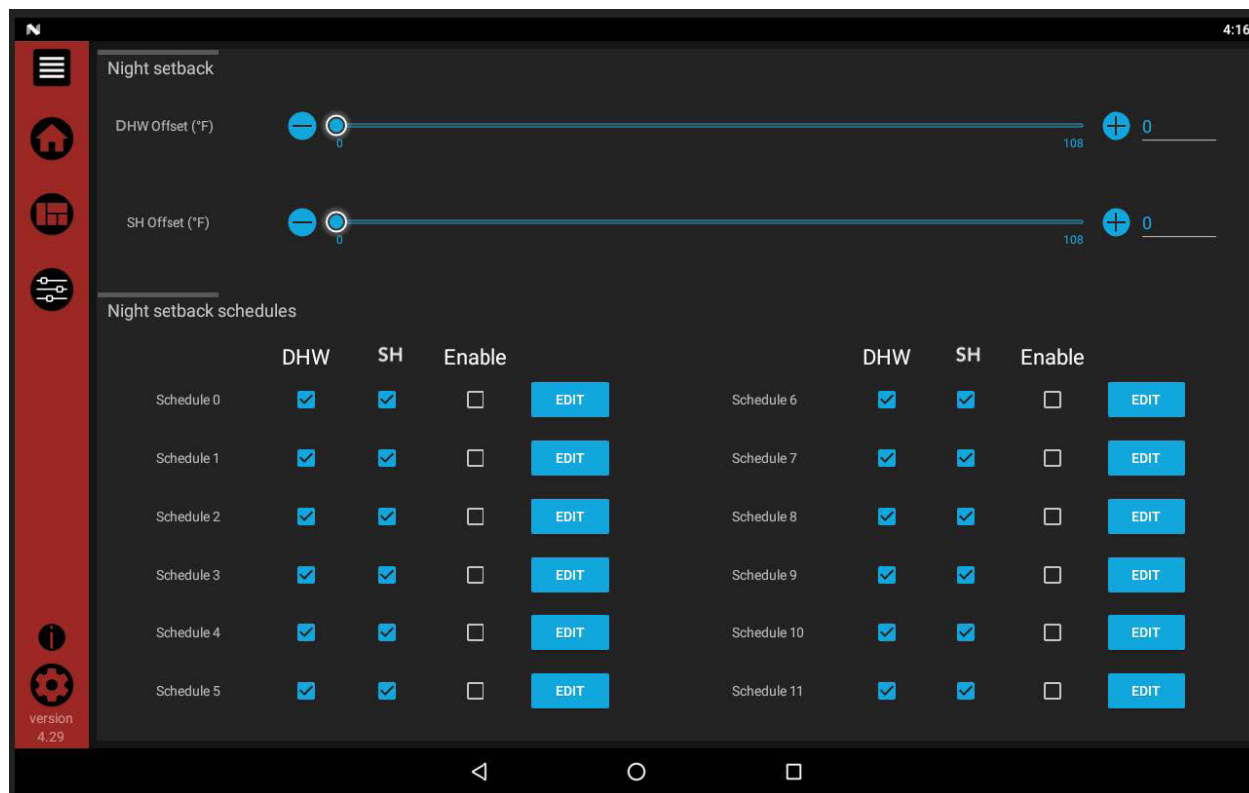 4:16
Night setback
DHW Offset (°F)
0
108
0
SH Offset (°F)
0
108
0
Night setback schedules
DHW SH Enable DHW SH Enable
Schedule 0 EDIT Schedule 6 EDIT
Schedule 1 EDIT Schedule 7 EDIT
Schedule 2 EDIT Schedule 8 EDIT
Schedule 3 EDIT Schedule 9 EDIT
Schedule 4 EDIT Schedule 10 EDIT
Schedule 5 EDIT Schedule 11 EDIT
version
4.29